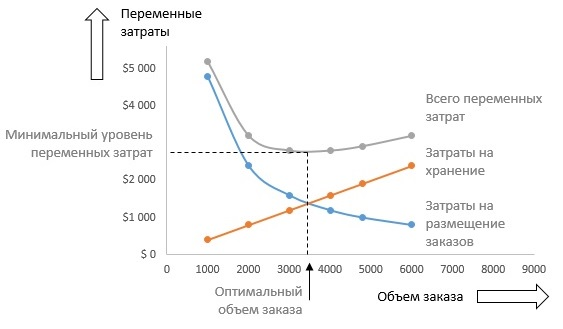 Переменные
затраты
$5 000
$4 000
Минимальный уровень
переменных затрат
$2 000
$1 000
$ 0
0 1000 2000 3000 4000 5000 6000 7000 8000 9000
Всего переменных
затрат
Затраты на
хранение
Затраты на
размещение
заказов
Оптимальный
объем заказа
Объем заказа